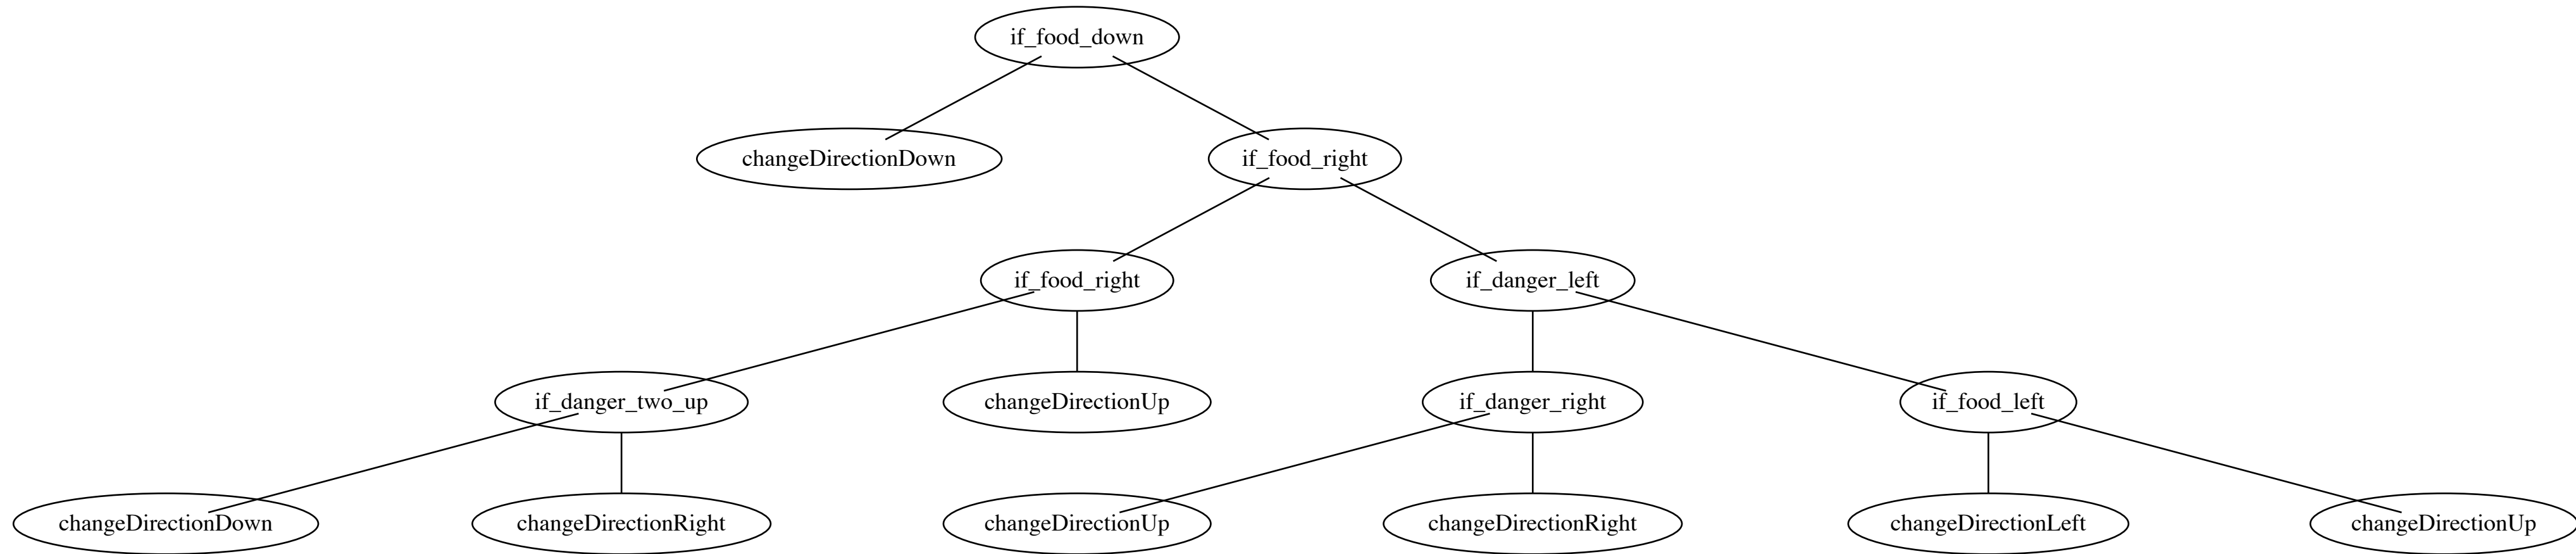 if_food_down
changeDirectionDown
if_food_right
if_food_right
if_danger_left
if_danger_two_up
changeDirectionUp
if_danger_right
if_food_left
changeDirectionDown
changeDirectionRight
changeDirectionUp
changeDirectionRight
changeDirectionLeft
changeDirectionUp